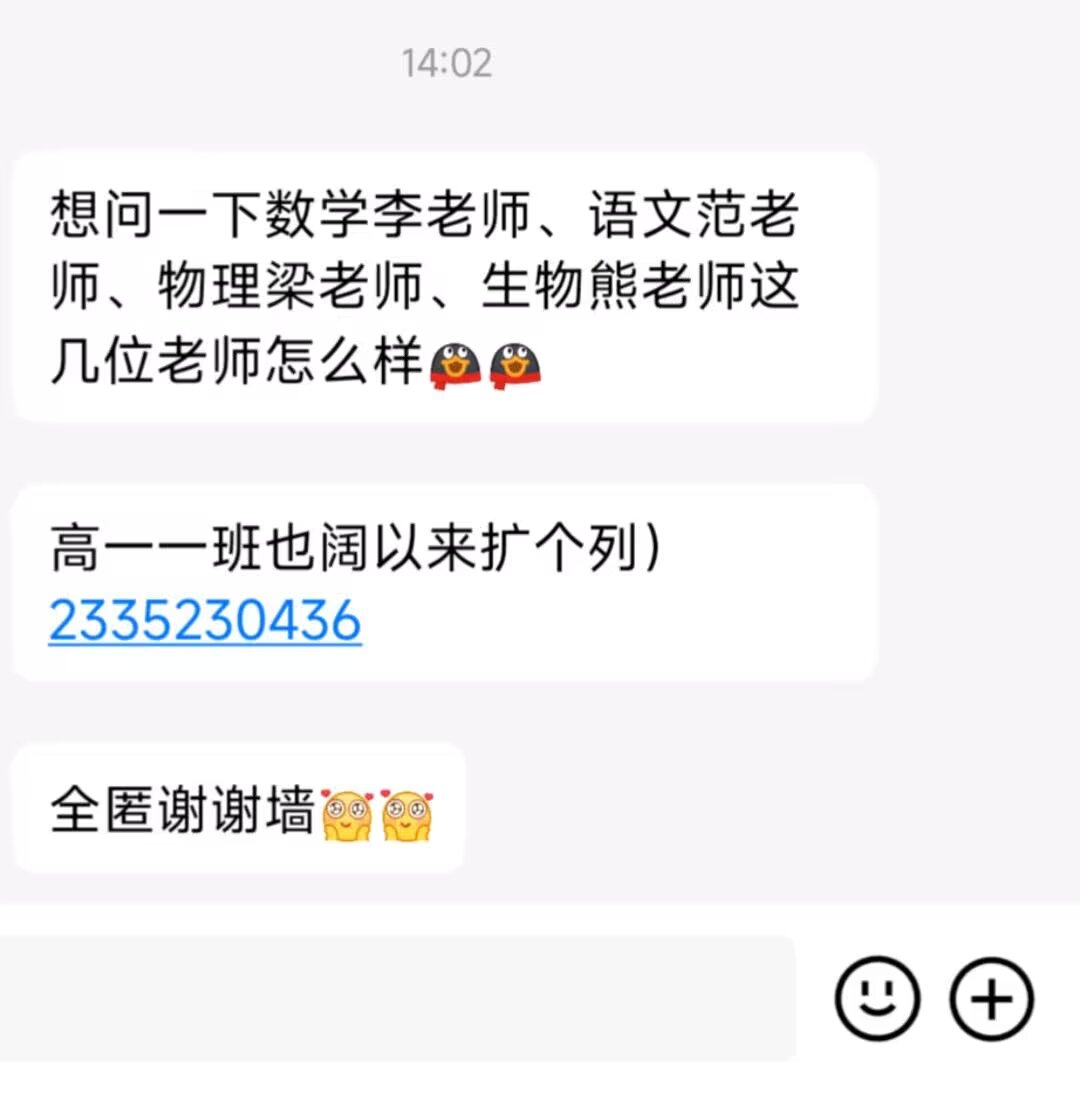 14:02
想问一下数学李老师、语文范老
师、物理梁老师、生物熊老师这
几位老师怎么样
高一一班也阔以来扩个列）
2335230436
全匿谢谢墙